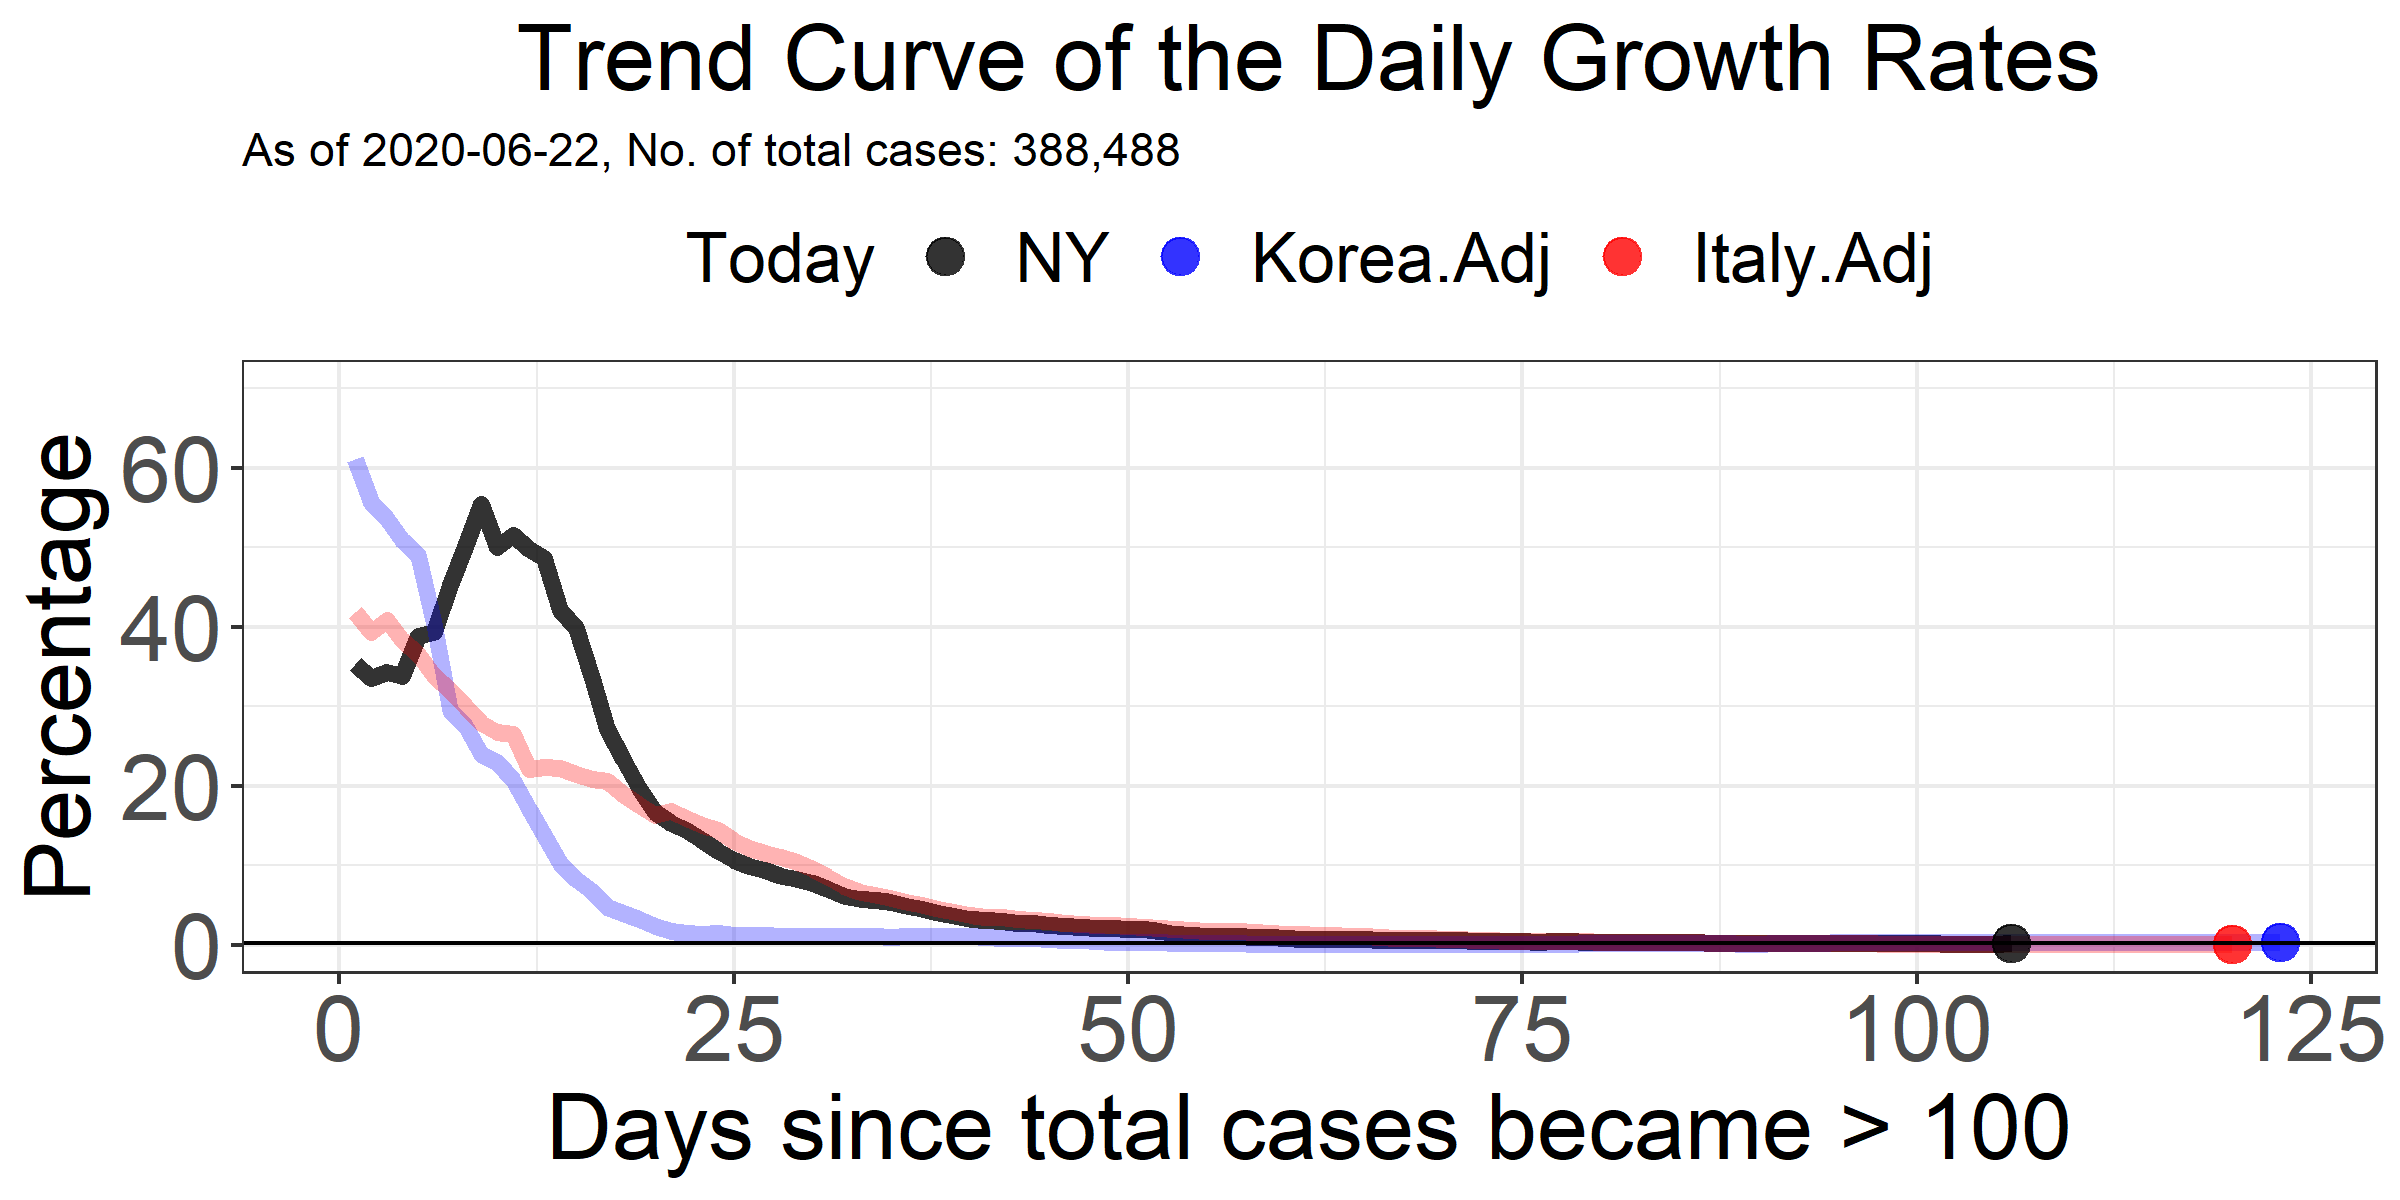 Trend Curve of the Daily Growth Rates
As of 2020-06-22, No. of total cases: 388,488
Today NY Korea.Adj Italy.Adj
Percentage
60
40
20
0
0 25 50 75 100 125
Days since total cases became > 100